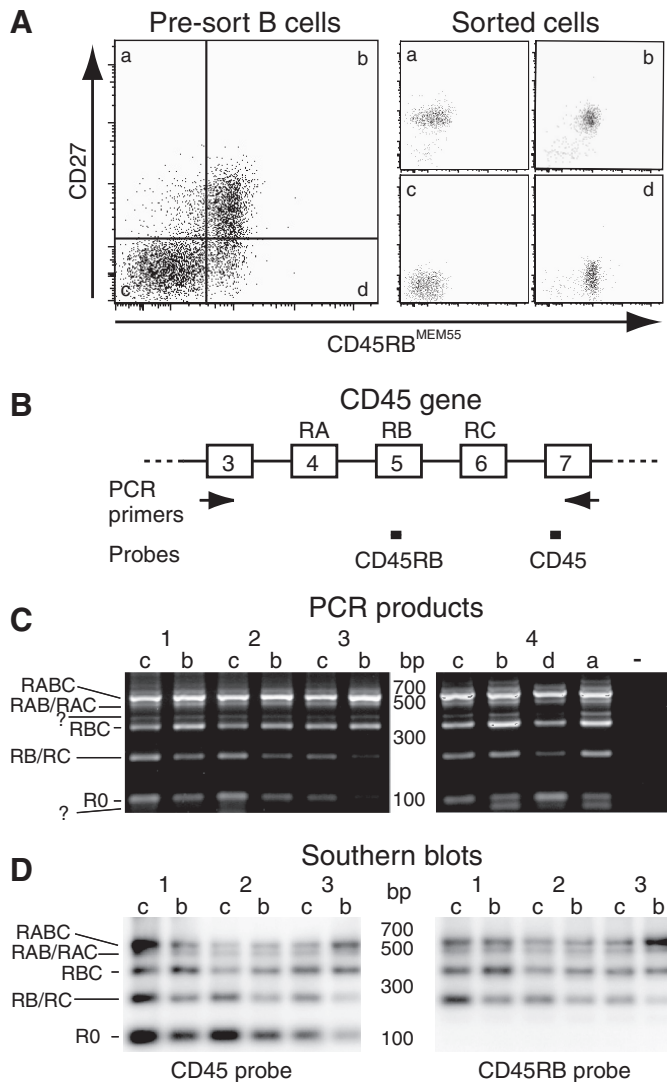 A
Pre-sort B cells
Sorted cells
a
b
c
d
a
b
c
d
CD27
CD45RB^MEM55
B
CD45 gene
RA RB RC
3 4 5 6 7
PCR
primers
Probes
CD45RB
CD45
C
PCR products
1 2 3 4
c b c b c b bp c b d a -
RABC
RAB/RAC
?
RBC
RB/RC
R0
?
700
500
300
100
D
Southern blots
1 2 3 bp 1 2 3
c b c b c b c b c b c b
RABC
RAB/RAC
RBC
RB/RC
R0
700
500
300
100
CD45 probe
CD45RB probe